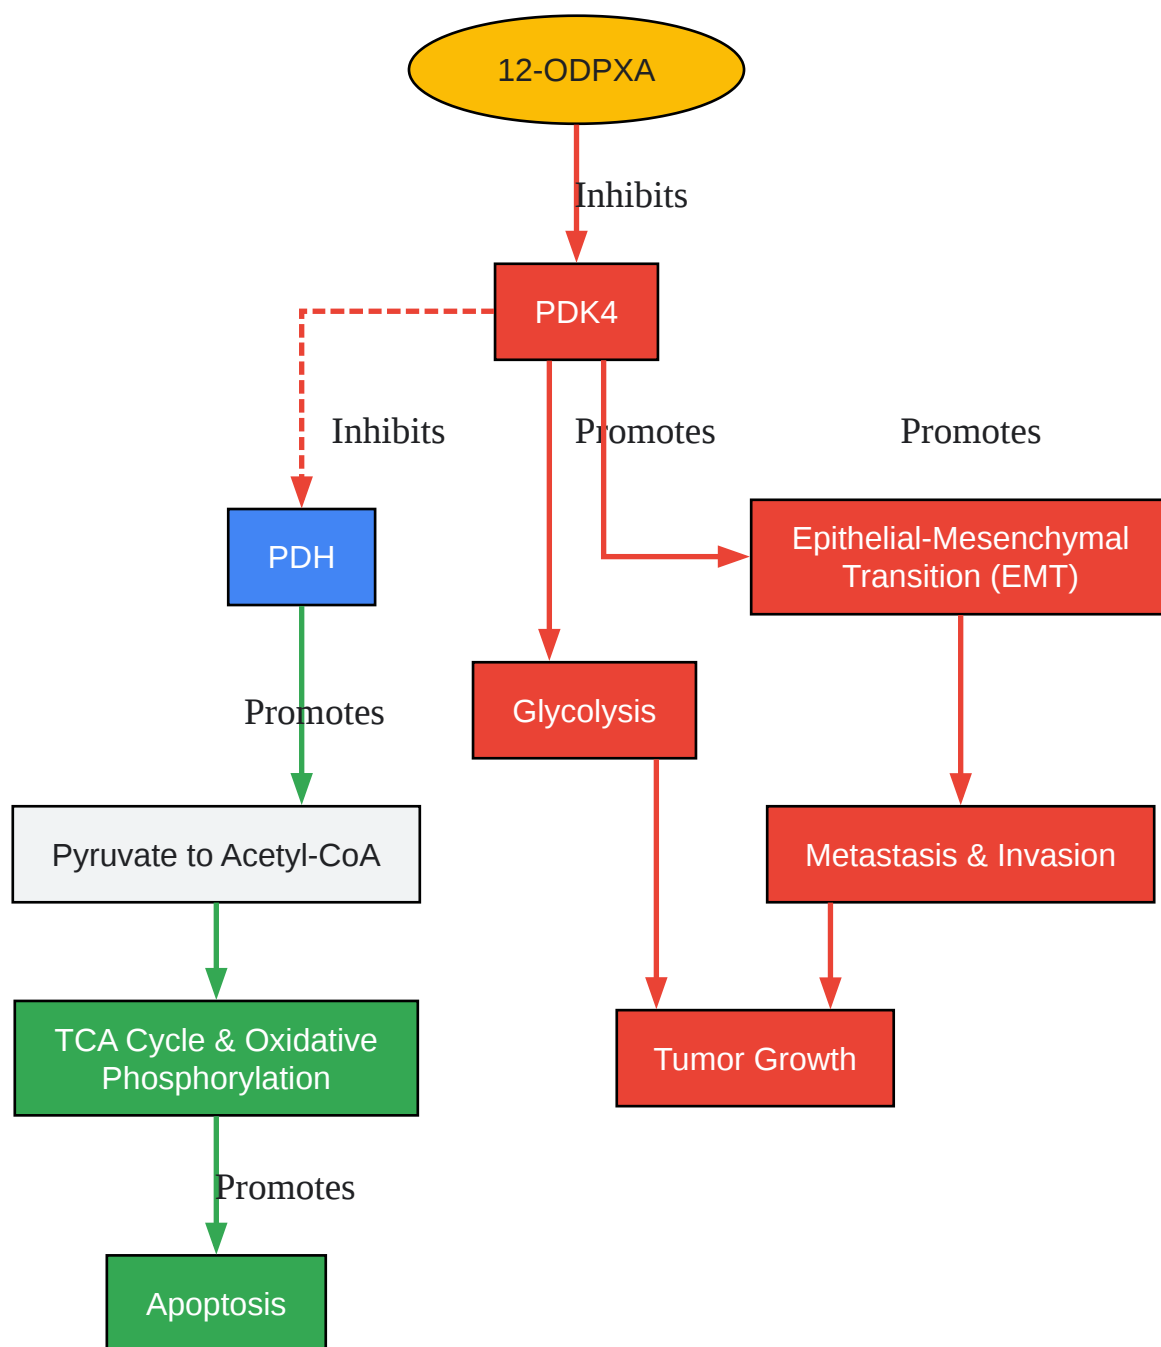 12-ODPXA
Inhibits
PDK4
Inhibits
Promotes
Promotes
PDH
Epithelial-Mesenchymal
Transition (EMT)
Glycolysis
Promotes
Pyruvate to Acetyl-CoA
Metastasis & Invasion
TCA Cycle & Oxidative
Phosphorylation
Tumor Growth
Promotes
Apoptosis